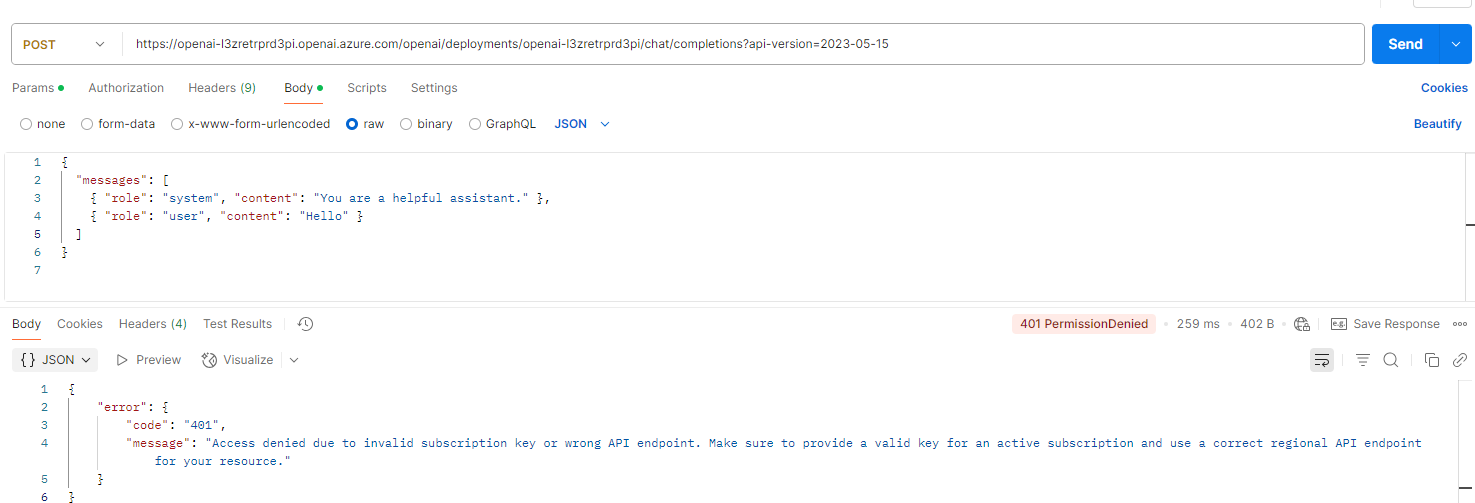 POST
https://openai-l3zretrprd3pi.openai.azure.com/openai/deployments/openai-l3zretrprd3pi/chat/completions?api-version=2023-05-15
Send
Params
Authorization
Headers (9)
Body
Scripts
Settings
Cookies
none
form-data
x-www-form-urlencoded
raw
binary
GraphQL
JSON
Beautify
1 {
2 "messages": [
3 { "role": "system", "content": "You are a helpful assistant." },
4 { "role": "user", "content": "Hello" }
5 ]
6 }
7
Body
Cookies
Headers (4)
Test Results
401 PermissionDenied
259 ms
402 B
e.g.
Save Response
{} JSON
Preview
Visualize
1 {
2 "error": {
3 "code": "401",
4 "message": "Access denied due to invalid subscription key or wrong API endpoint. Make sure to provide a valid key for an active subscription and use a correct regional API endpoint
for your resource."
5 }
6 }